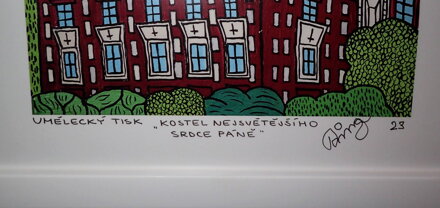 UMĚLECKÝ TISK „KOSTEL NEJSVĚTĚJŠÍHO
SRDCE PÁNĚ“
23